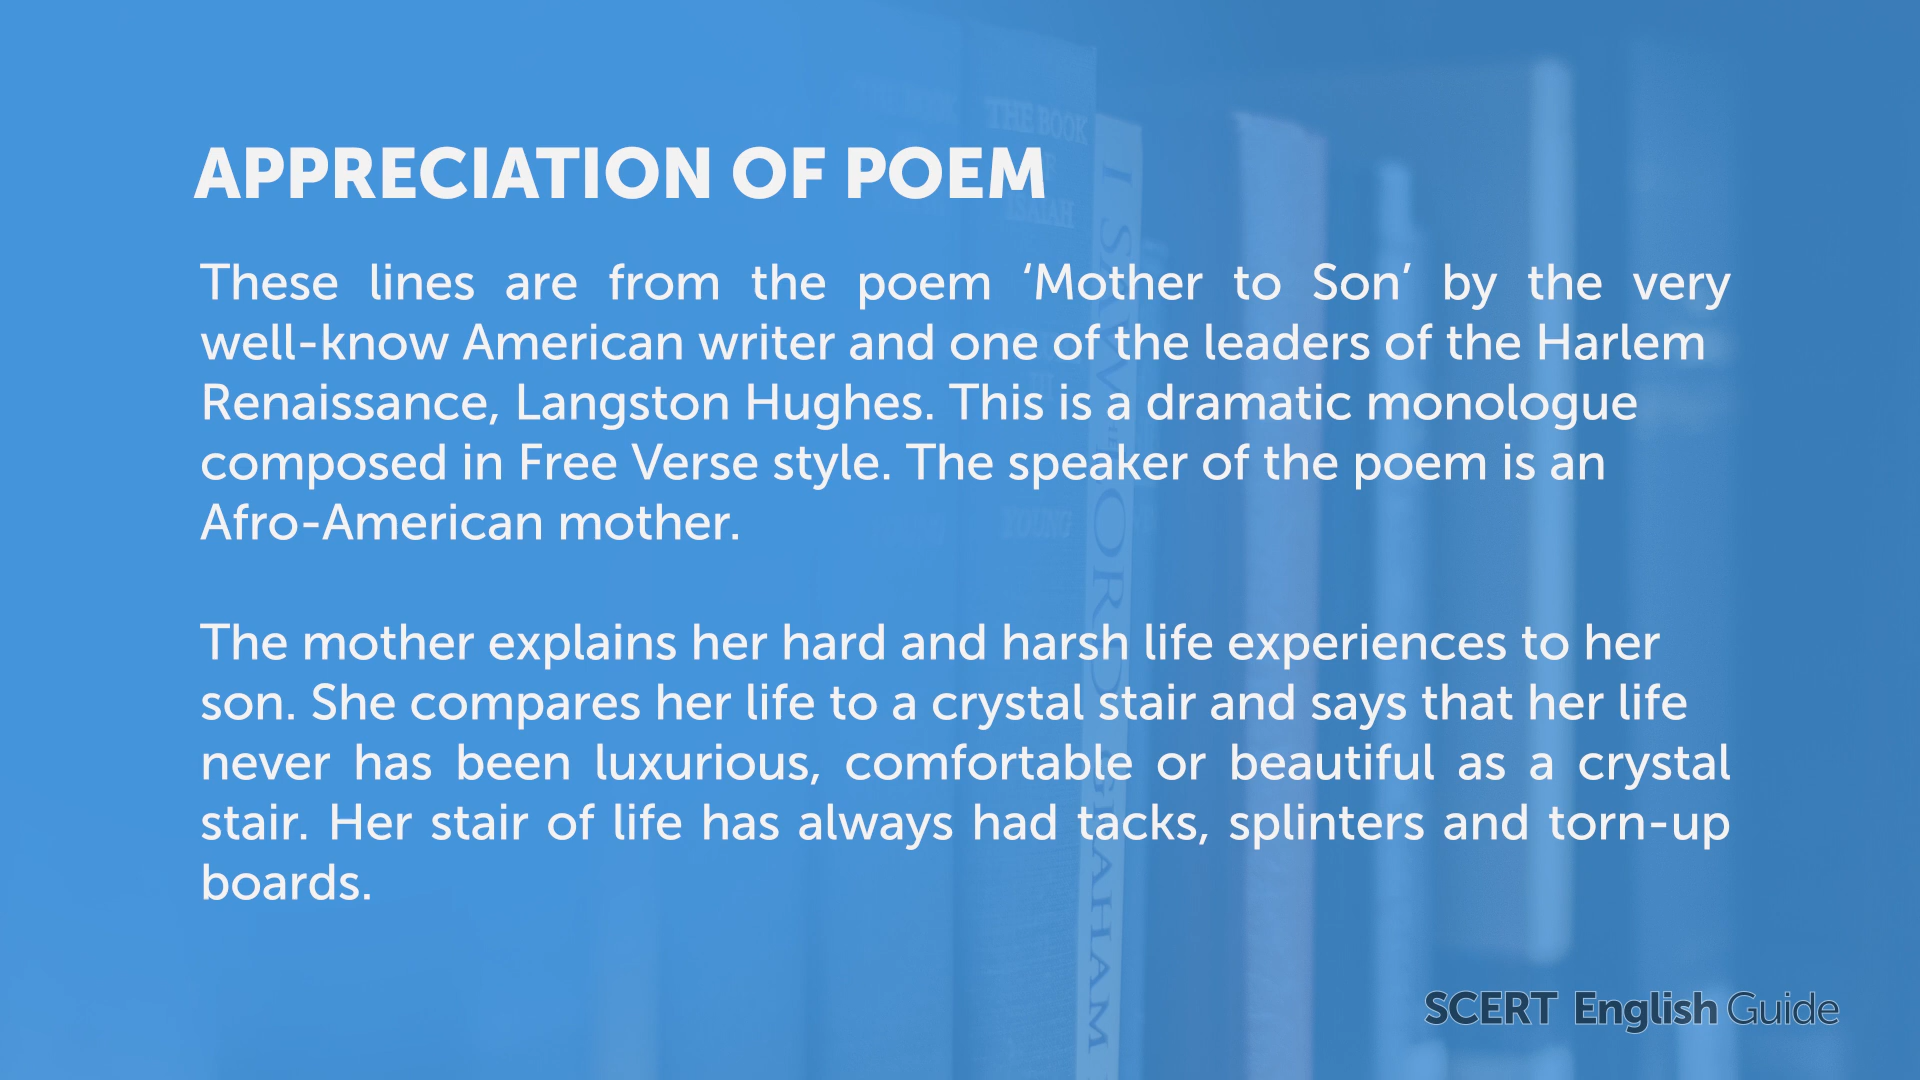 APPRECIATION OF POEM
These lines are from the poem ‘Mother to Son’ by the very
well-know American writer and one of the leaders of the Harlem
Renaissance, Langston Hughes. This is a dramatic monologue
composed in Free Verse style. The speaker of the poem is an
Afro-American mother.
The mother explains her hard and harsh life experiences to her
son. She compares her life to a crystal stair and says that her life
never has been luxurious, comfortable or beautiful as a crystal
stair. Her stair of life has always had tacks, splinters and torn-up
boards.
THE BOOK
ISAIAH
YOUNG
SCERT English Guide